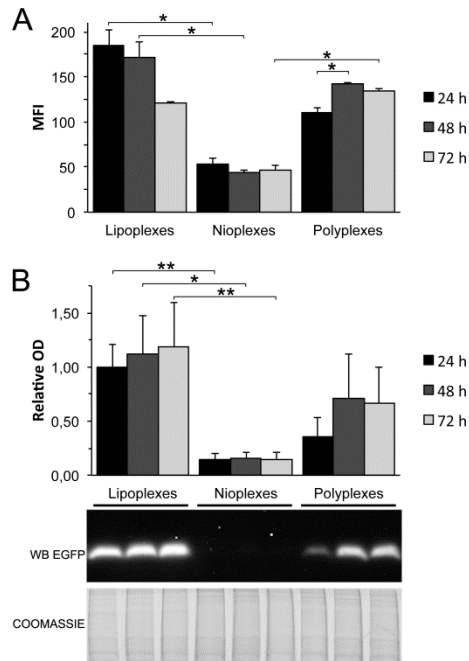 A
* 
*
*
*
200
150
100
50
0
MFI
24 h
48 h
72 h
Lipoplexes Nioplexes Polyplexes
B
**
*
**
1,50
1,00
0,50
0,00
Relative OD
24 h
48 h
72 h
Lipoplexes Nioplexes Polyplexes
WB EGFP
COOMASSIE